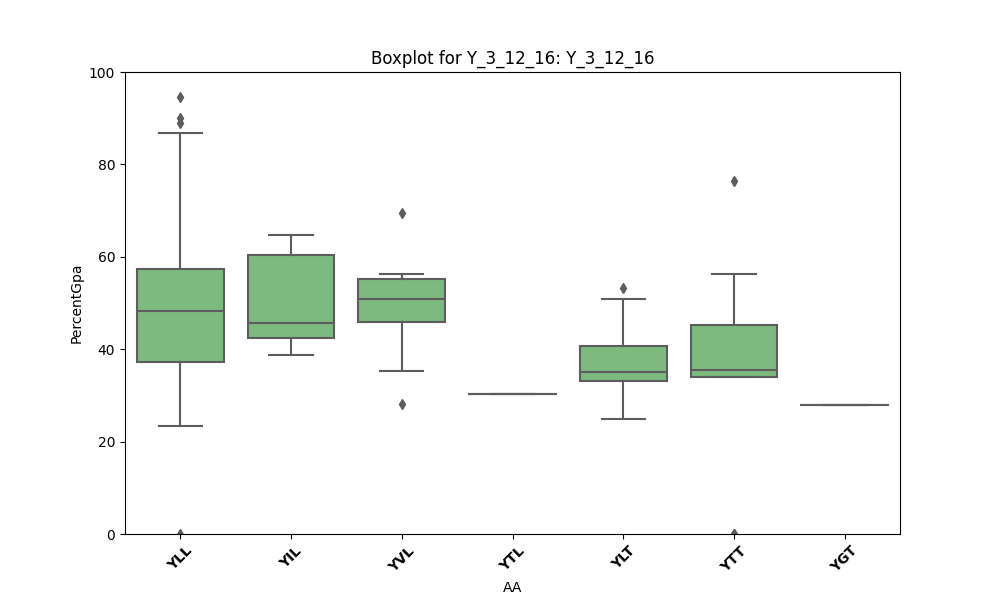 Boxplot for Y_3_12_16: Y_3_12_16
100
80
60
40
20
0
PercentGpa
YLL YIL YVL YTL YLT YTT YGT
AA